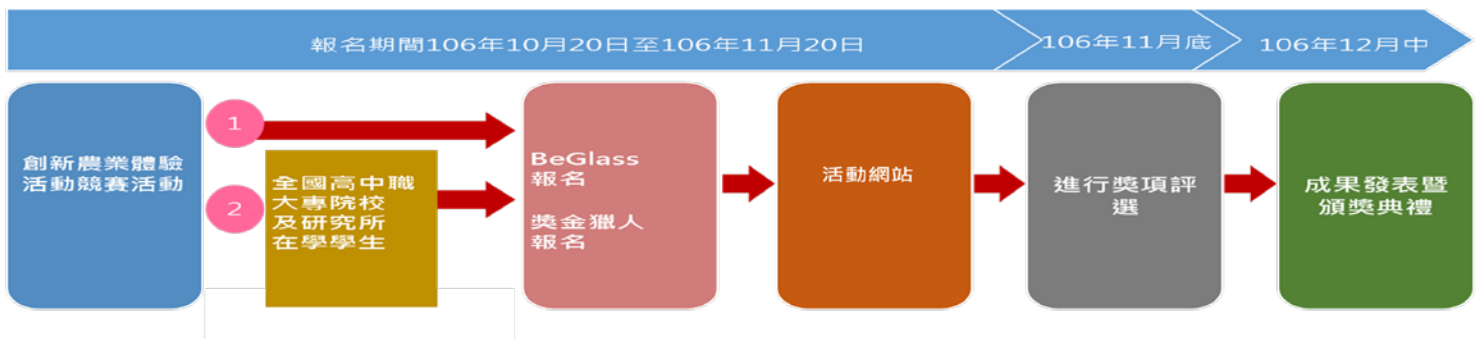 報名期間106年10月20日至106年11月20日
106年11月底
106年12月中
創新農業體驗
活動競賽活動
1
2
全國高中職
大專院校
及研究所
在學學生
BeGlass
報名
獎金獵人
報名
活動網站
進行獎項評
選
成果發表暨
頒獎典禮